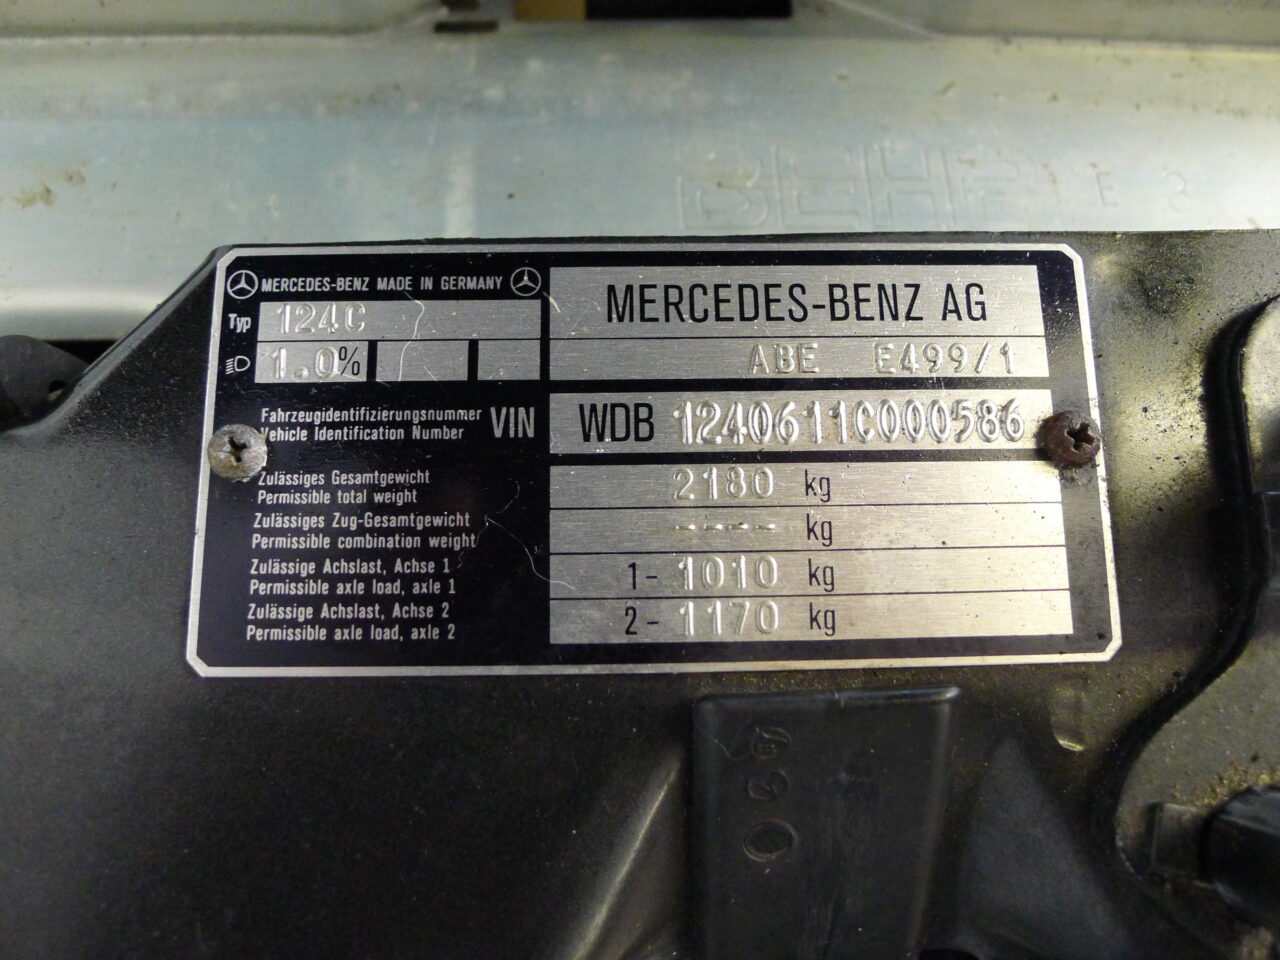 BEHR E 3
MERCEDES-BENZ MADE IN GERMANY
MERCEDES-BENZ AG
Typ 124C
1.0%
ABE E499/1
Fahrzeugidentifizierungsnummer
Vehicle Identification Number
VIN
WDB 1240611C000586
Zulässiges Gesamtgewicht
Permissible total weight
2180 kg
Zulässiges Zug-Gesamtgewicht
Permissible combination weight
---- kg
Zulässige Achslast, Achse 1
Permissible axle load, axle 1
1- 1010 kg
Zulässige Achslast, Achse 2
Permissible axle load, axle 2
2- 1170 kg